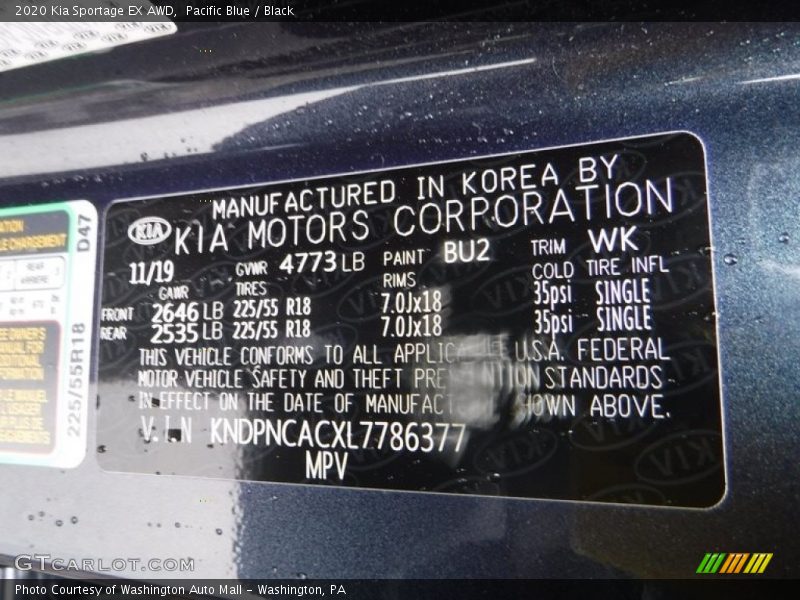 2020 Kia Sportage EX AWD, Pacific Blue / Black
MANUFACTURED IN KOREA BY
KIA KIA MOTORS CORPORATION
11/19 GVWR 4773 LB PAINT BU2 TRIM WK
GAWR TIRES RIMS COLD TIRE INFL
FRONT 2646 LB 225/55 R18 7.0Jx18 35psi SINGLE
REAR 2535 LB 225/55 R18 7.0Jx18 35psi SINGLE
THIS VEHICLE CONFORMS TO ALL APPLICABLE U.S.A. FEDERAL
MOTOR VEHICLE SAFETY AND THEFT PREVENTION STANDARDS
IN EFFECT ON THE DATE OF MANUFAC OWN ABOVE.
V.I.N KNDPNCACXL7786377
MPV
D47
225/55R18
GTCARLOT.COM
Photo Courtesy of Washington Auto Mall - Washington, PA